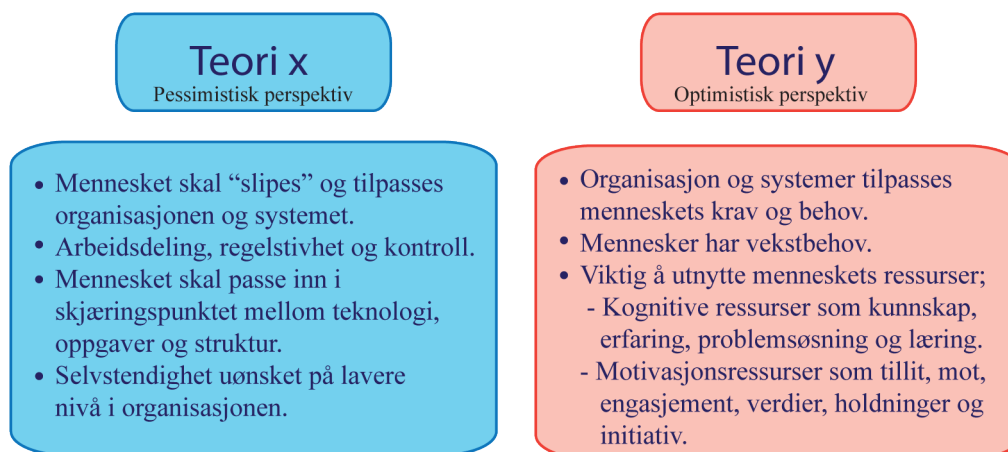 Teori x
Pessimistisk perspektiv
• Mennesket skal “slipes” og tilpasses
organisasjonen og systemet.
• Arbeidsdeling, regelstivhet og kontroll.
• Mennesket skal passe inn i
skjæringspunktet mellom teknologi,
oppgaver og struktur.
• Selvstendighet uønsket på lavere
nivå i organisasjonen.
Teori y
Optimistisk perspektiv
• Organisasjon og systemer tilpasses
menneskets krav og behov.
• Mennesker har vekstbehov.
• Viktig å utnytte menneskets ressurser;
- Kognitive ressurser som kunnskap,
erfaring, problemsøsning og læring.
- Motivasjonsressurser som tillit, mot,
engasjement, verdier, holdninger og
initiativ.